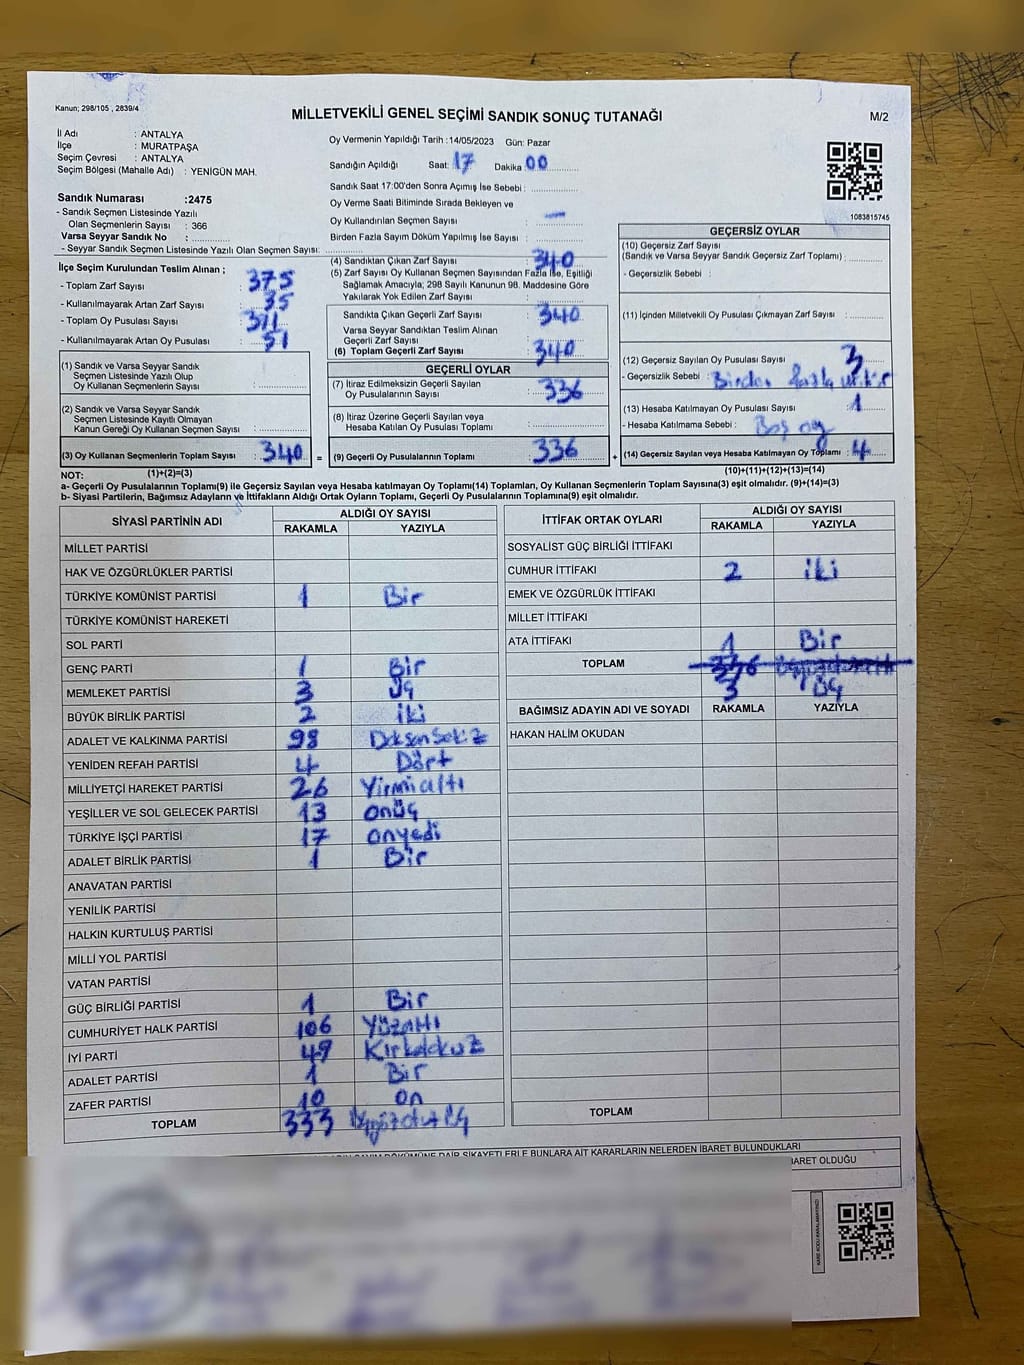 Kanun; 298/105 , 2839/4
MİLLETVEKİLİ GENEL SEÇİMİ SANDIK SONUÇ TUTANAĞI
M/2
İl Adı : ANTALYA
İlçe : MURATPAŞA
Seçim Çevresi : ANTALYA
Seçim Bölgesi (Mahalle Adı) : YENİGÜN MAH.
Oy Vermenin Yapıldığı Tarih :14/05/2023 Gün: Pazar
Sandığın Açıldığı Saat: 17 Dakika 00
Sandık Saat 17:00'den Sonra Açımış İse Sebebi :
Oy Verme Saati Bitiminde Sırada Bekleyen ve
Oy Kullandırılan Seçmen Sayısı : —
Birden Fazla Sayım Döküm Yapılmış İse Sayısı :
1083815745
Sandık Numarası :2475
- Sandık Seçmen Listesinde Yazılı
Olan Seçmenlerin Sayısı : 366
Varsa Seyyar Sandık No :
- Seyyar Sandık Seçmen Listesinde Yazılı Olan Seçmen Sayısı:
İlçe Seçim Kurulundan Teslim Alınan ;
- Toplam Zarf Sayısı : 375
- Kullanılmayarak Artan Zarf Sayısı : 35
- Toplam Oy Pusulası Sayısı :
- Kullanılmayarak Artan Oy Pusulası :
(1) Sandık ve Varsa Seyyar Sandık
Seçmen Listesinde Yazılı Olup
Oy Kullanan Seçmenlerin Sayısı :
(2) Sandık ve Varsa Seyyar Sandık
Seçmen Listesinde Kayıtlı Olmayan
Kanun Gereği Oy Kullanan Seçmen Sayısı :
(3) Oy Kullanan Seçmenlerin Toplam Sayısı : 340
(1)+(2)=(3)
(4) Sandıktan Çıkan Zarf Sayısı : 340
(5) Zarf Sayısı Oy Kullanan Seçmen Sayısından Fazla İse, Eşitliği
Sağlamak Amacıyla; 298 Sayılı Kanunun 98. Maddesine Göre
Yakılarak Yok Edilen Zarf Sayısı :
Sandıkta Çıkan Geçerli Zarf Sayısı : 340
Varsa Seyyar Sandıktan Teslim Alınan
Geçerli Zarf Sayısı :
(6) Toplam Geçerli Zarf Sayısı : 340
GEÇERLİ OYLAR
(7) İtiraz Edilmeksizin Geçerli Sayılan
Oy Pusulalarının Sayısı : 336
(8) İtiraz Üzerine Geçerli Sayılan veya
Hesaba Katılan Oy Pusulası Toplamı :
= (9) Geçerli Oy Pusulalarının Toplamı : 336 +
GEÇERSİZ OYLAR
(10) Geçersiz Zarf Sayısı
(Sandık ve Varsa Seyyar Sandık Geçersiz Zarf Toplamı) :
- Geçersizlik Sebebi :
(11) İçinden Milletvekili Oy Pusulası Çıkmayan Zarf Sayısı :
(12) Geçersiz Sayılan Oy Pusulası Sayısı : 3
- Geçersizlik Sebebi : Birden fazla
(13) Hesaba Katılmayan Oy Pusulası Sayısı : 1
- Hesaba Katılmama Sebebi : Boş oy
(14) Geçersiz Sayılan veya Hesaba Katılmayan Oy Toplamı : 4
(10)+(11)+(12)+(13)=(14)
NOT:
a- Geçerli Oy Pusulalarının Toplamı(9) ile Geçersiz Sayılan veya Hesaba katılmayan Oy Toplamı(14) Toplamları, Oy Kullanan Seçmenlerin Toplam Sayısına(3) eşit olmalıdır. (9)+(14)=(3)
b- Siyasi Partilerin, Bağımsız Adayların ve İttifakların Aldığı Ortak Oyların Toplamı, Geçerli Oy Pusulalarının Toplamına(9) eşit olmalıdır.
SİYASİ PARTİNİN ADI ALDIĞI OY SAYISI
RAKAMLA YAZIYLA
MİLLET PARTİSİ
HAK VE ÖZGÜRLÜKLER PARTİSİ
TÜRKİYE KOMÜNİST PARTİSİ 1 Bir
TÜRKİYE KOMÜNİST HAREKETİ
SOL PARTİ
GENÇ PARTİ 1 Bir
MEMLEKET PARTİSİ 3 Üç
BÜYÜK BİRLİK PARTİSİ 2 iki
ADALET VE KALKINMA PARTİSİ 98 DoksanSekiz
YENİDEN REFAH PARTİSİ 4 Dört
MİLLİYETÇİ HAREKET PARTİSİ 26 Yirmialtı
YEŞİLLER VE SOL GELECEK PARTİSİ 13 onüç
TÜRKİYE İŞÇİ PARTİSİ 17 onyedi
ADALET BİRLİK PARTİSİ 1 Bir
ANAVATAN PARTİSİ
YENİLİK PARTİSİ
HALKIN KURTULUŞ PARTİSİ
MİLLİ YOL PARTİSİ
VATAN PARTİSİ
GÜÇ BİRLİĞİ PARTİSİ 1 Bir
CUMHURİYET HALK PARTİSİ 106 Yüzaltı
İYİ PARTİ 49 Kırkdokuz
ADALET PARTİSİ 1 Bir
ZAFER PARTİSİ 10 on
TOPLAM 333 üçyüzotuzüç
İTTİFAK ORTAK OYLARI ALDIĞI OY SAYISI
RAKAMLA YAZIYLA
SOSYALİST GÜÇ BİRLİĞİ İTTİFAKI
CUMHUR İTTİFAKI 2 iki
EMEK VE ÖZGÜRLÜK İTTİFAKI
MİLLET İTTİFAKI
ATA İTTİFAKI 1 Bir
TOPLAM 336
3 Üç
BAĞIMSIZ ADAYIN ADI VE SOYADI RAKAMLA YAZIYLA
HAKAN HALİM OKUDAN
TOPLAM
SAYIM DÖKÜMÜNE DAİR ŞİKAYETLERLE BUNLARA AİT KARARLARIN NELERDEN İBARET BULUNDUKLARI
BARET OLDUĞU
KARE KODU KARALAMAYINIZ!